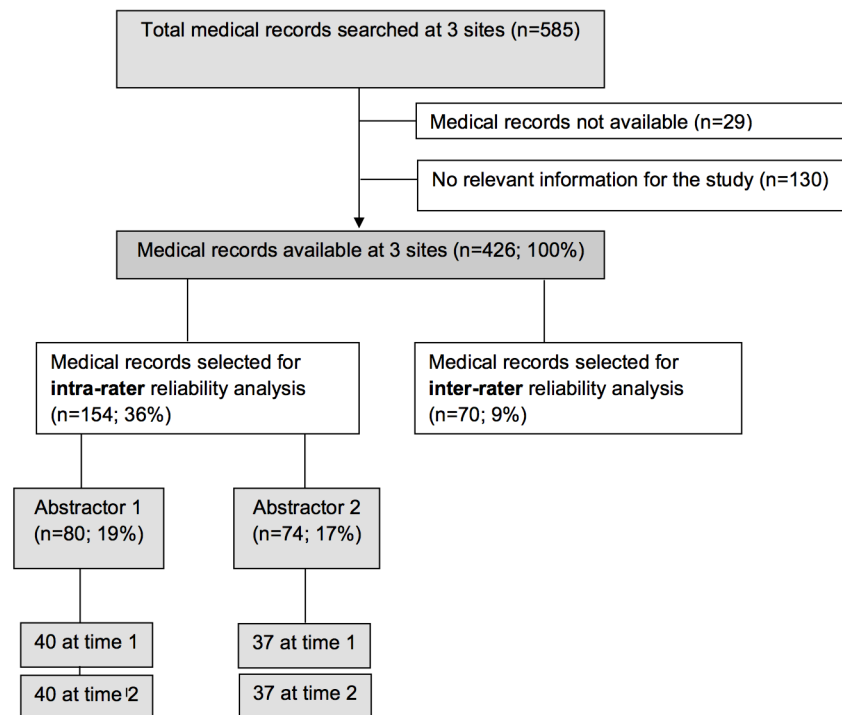 Total medical records searched at 3 sites (n=585)
Medical records not available (n=29)
No relevant information for the study (n=130)
Medical records available at 3 sites (n=426; 100%)
Medical records selected for
intra-rater reliability analysis
(n=154; 36%)
Medical records selected for
inter-rater reliability analysis
(n=70; 9%)
Abstractor 1
(n=80; 19%)
Abstractor 2
(n=74; 17%)
40 at time 1
40 at time 2
37 at time 1
37 at time 2